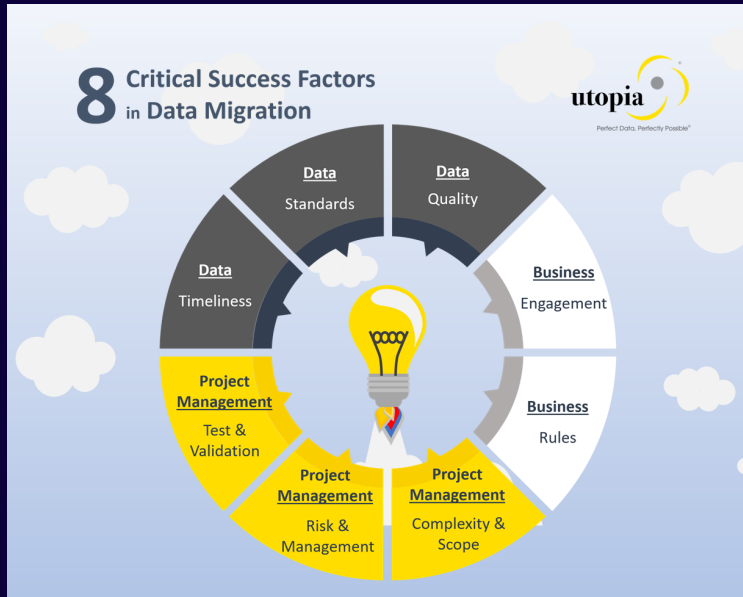 8 Critical Success Factors
in Data Migration
utopia
Perfect Data, Perfectly Possible®
Data
Standards
Data
Quality
Business
Engagement
Business
Rules
Project
Management
Complexity &
Scope
Project
Management
Risk &
Management
Project
Management
Test &
Validation
Data
Timeliness